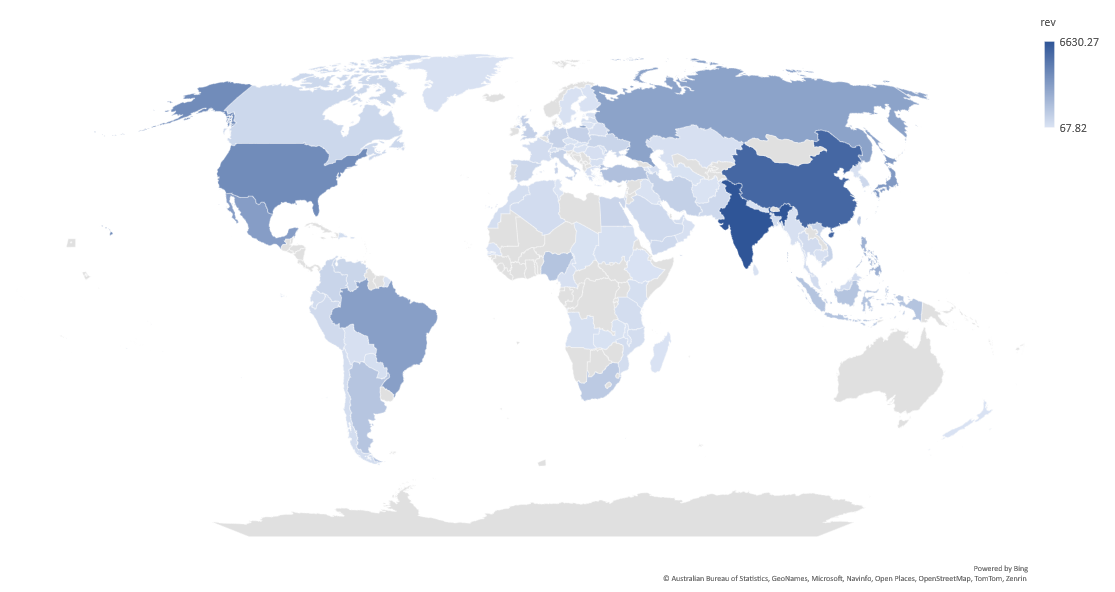 rev
6630.27
67.82
Powered by Bing
© Australian Bureau of Statistics, GeoNames, Microsoft, Navinfo, Open Places, OpenStreetMap, TomTom, Zenrin